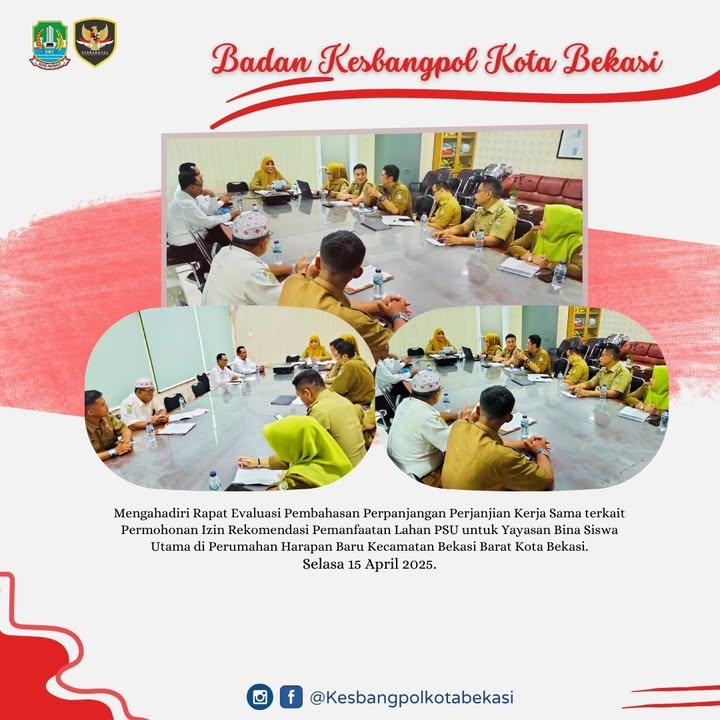 Badan Kesbangpol Kota Bekasi
Mengahadiri Rapat Evaluasi Pembahasan Perpanjangan Perjanjian Kerja Sama terkait
Permohonan Izin Rekomendasi Pemanfaatan Lahan PSU untuk Yayasan Bina Siswa
Utama di Perumahan Harapan Baru Kecamatan Bekasi Barat Kota Bekasi.
Selasa 15 April 2025.
@Kesbangpolkotabekasi